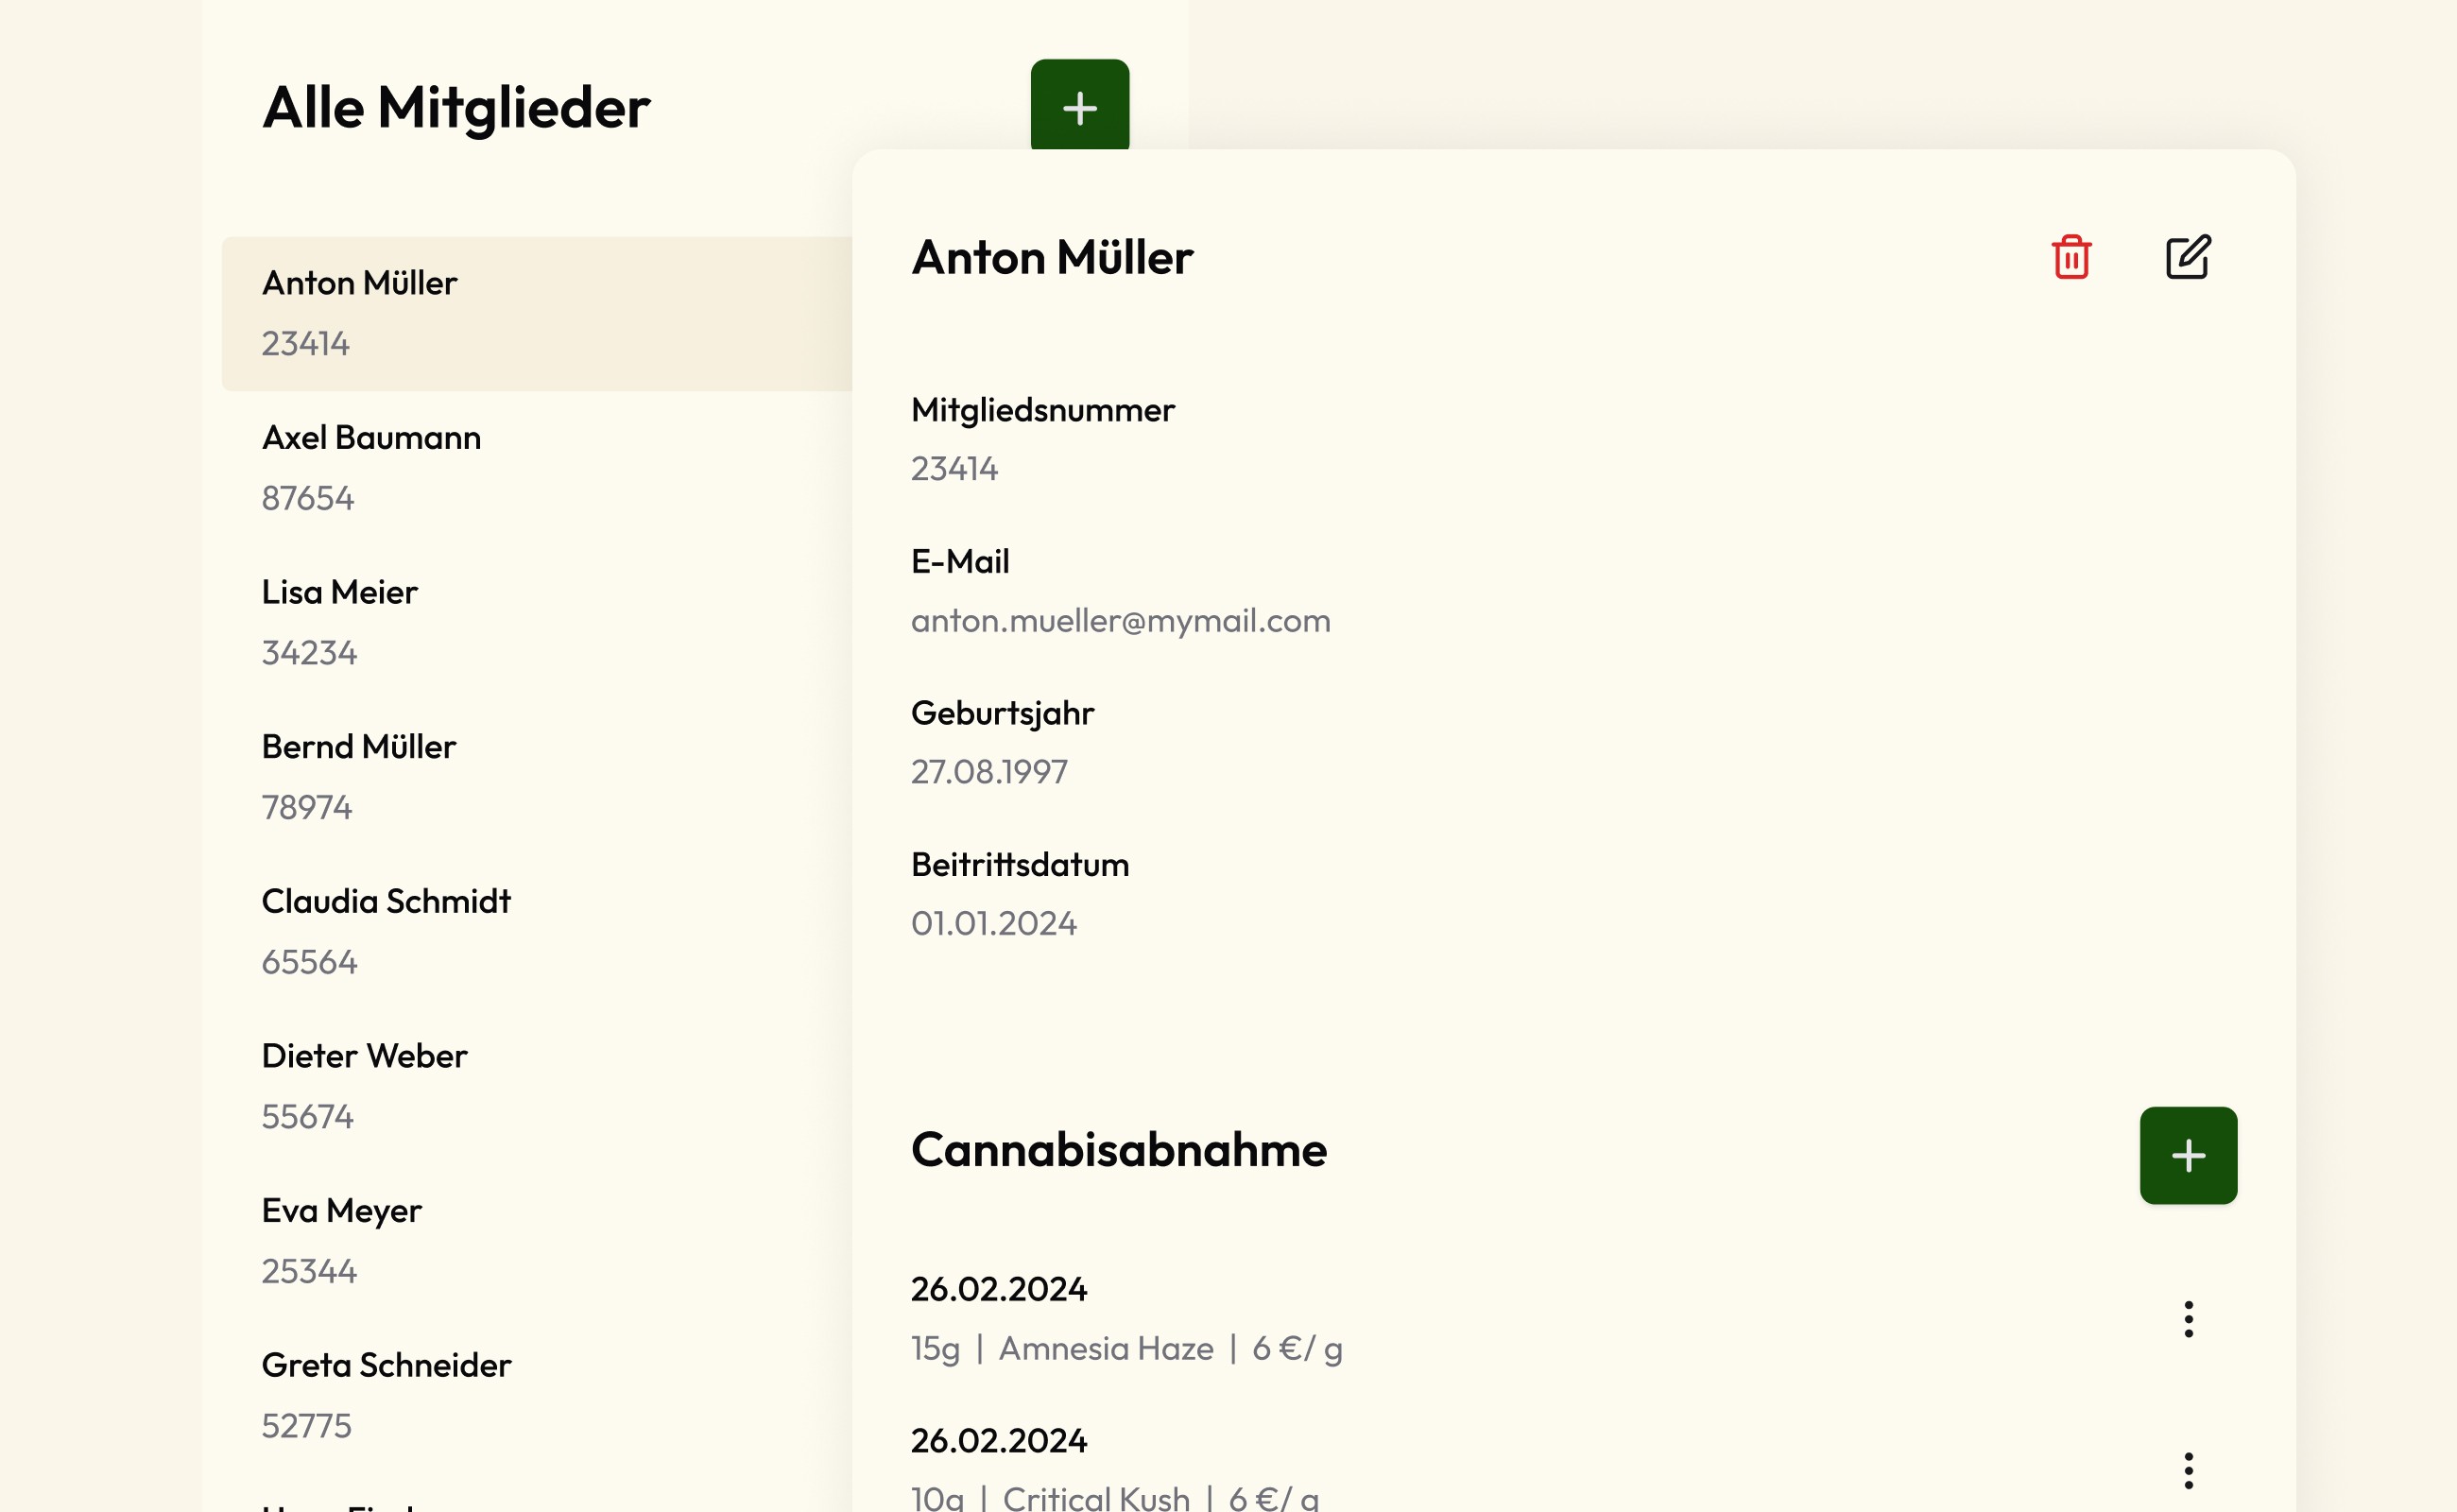 Alle Mitglieder
Anton Müller
23414
Axel Baumann
87654
Lisa Meier
34234
Bernd Müller
78974
Claudia Schmidt
65564
Dieter Weber
55674
Eva Meyer
25344
Greta Schneider
52775
Anton Müller
Mitgliedsnummer
23414
E-Mail
anton.mueller@mymail.com
Geburtsjahr
27.08.1997
Beitrittsdatum
01.01.2024
Cannabisabnahme
26.02.2024
15g | Amnesia Haze | 6 €/ g
26.02.2024
10g | Critical Kush | 6 €/ g